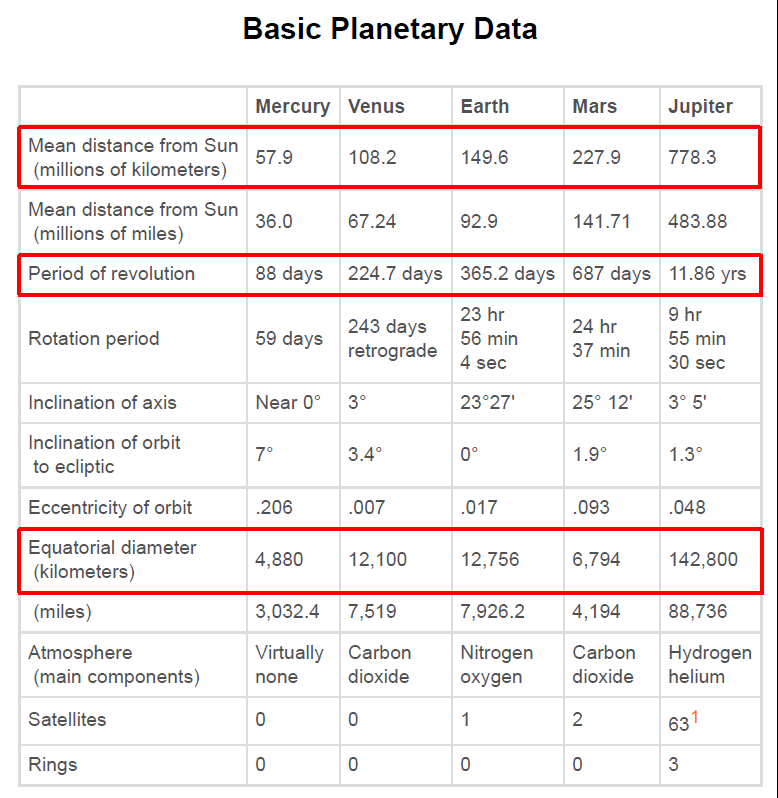 Basic Planetary Data
Mercury Venus Earth Mars Jupiter
Mean distance from Sun
(millions of kilometers) 57.9 108.2 149.6 227.9 778.3
Mean distance from Sun
(millions of miles) 36.0 67.24 92.9 141.71 483.88
Period of revolution 88 days 224.7 days 365.2 days 687 days 11.86 yrs
Rotation period 59 days 243 days
retrograde 23 hr
56 min
4 sec 24 hr
37 min 9 hr
55 min
30 sec
Inclination of axis Near 0° 3° 23°27' 25° 12' 3° 5'
Inclination of orbit
to ecliptic 7° 3.4° 0° 1.9° 1.3°
Eccentricity of orbit .206 .007 .017 .093 .048
Equatorial diameter
(kilometers) 4,880 12,100 12,756 6,794 142,800
(miles) 3,032.4 7,519 7,926.2 4,194 88,736
Atmosphere
(main components) Virtually
none Carbon
dioxide Nitrogen
oxygen Carbon
dioxide Hydrogen
helium
Satellites 0 0 1 2 63¹
Rings 0 0 0 0 3